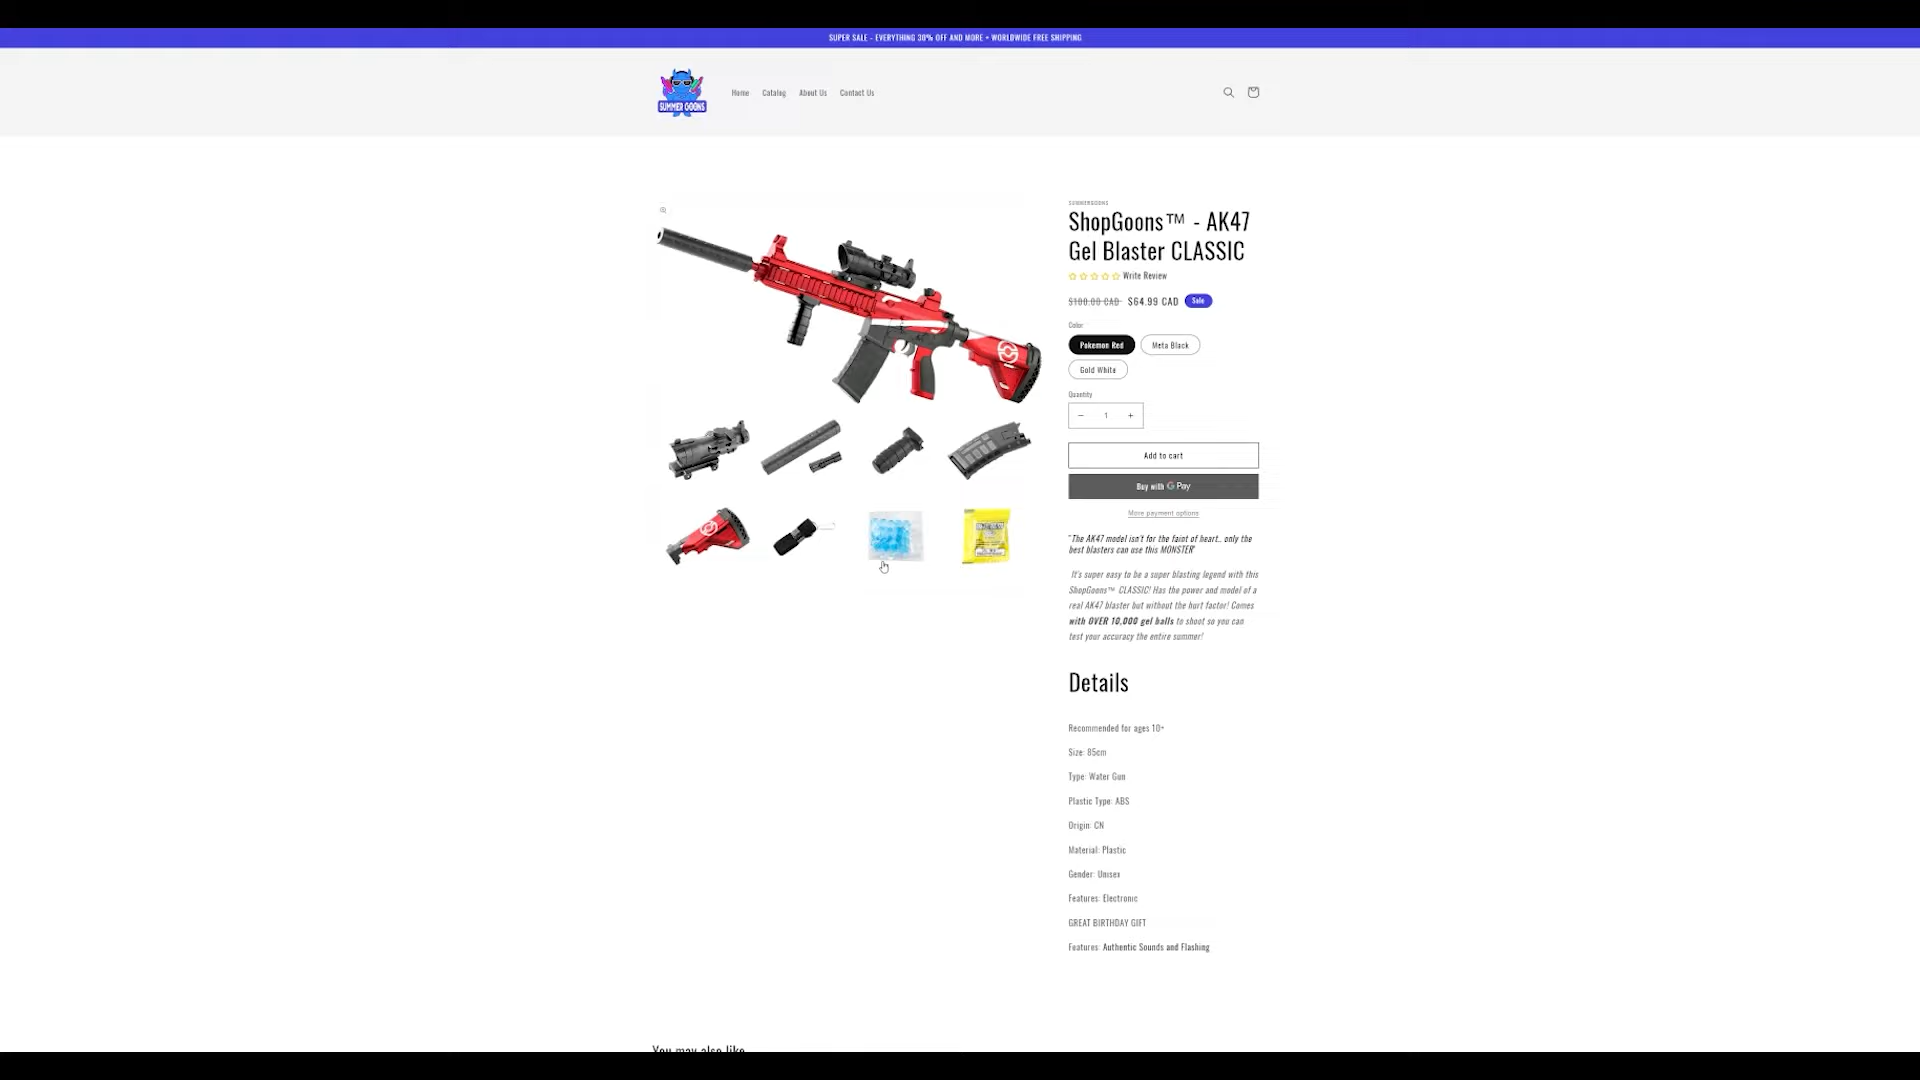 SUPER SALE - EVERYTHING 30% OFF AND MORE + WORLDWIDE FREE SHIPPING
SUMMER GOONS
Home
Catalog
About Us
Contact Us
SUMMERGOONS
ShopGoons™ - AK47
Gel Blaster CLASSIC
Write Review
$100.00 CAD $64.99 CAD Sale
Color
Pokemon Red
Meta Black
Gold White
Quantity
− 1 +
Add to cart
Buy with G Pay
More payment options
"The AK47 model isn't for the faint of heart.. only the
best blasters can use this MONSTER"
It's super easy to be a super blasting legend with this
ShopGoons™ CLASSIC! Has the power and model of a
real AK47 blaster but without the hurt factor! Comes
with OVER 10,000 gel balls to shoot so you can
test your accuracy the entire summer!
Details
Recommended for ages 10+
Size: 85cm
Type: Water Gun
Plastic Type: ABS
Origin: CN
Material: Plastic
Gender: Unisex
Features: Electronic
GREAT BIRTHDAY GIFT
Features: Authentic Sounds and Flashing
You may also like